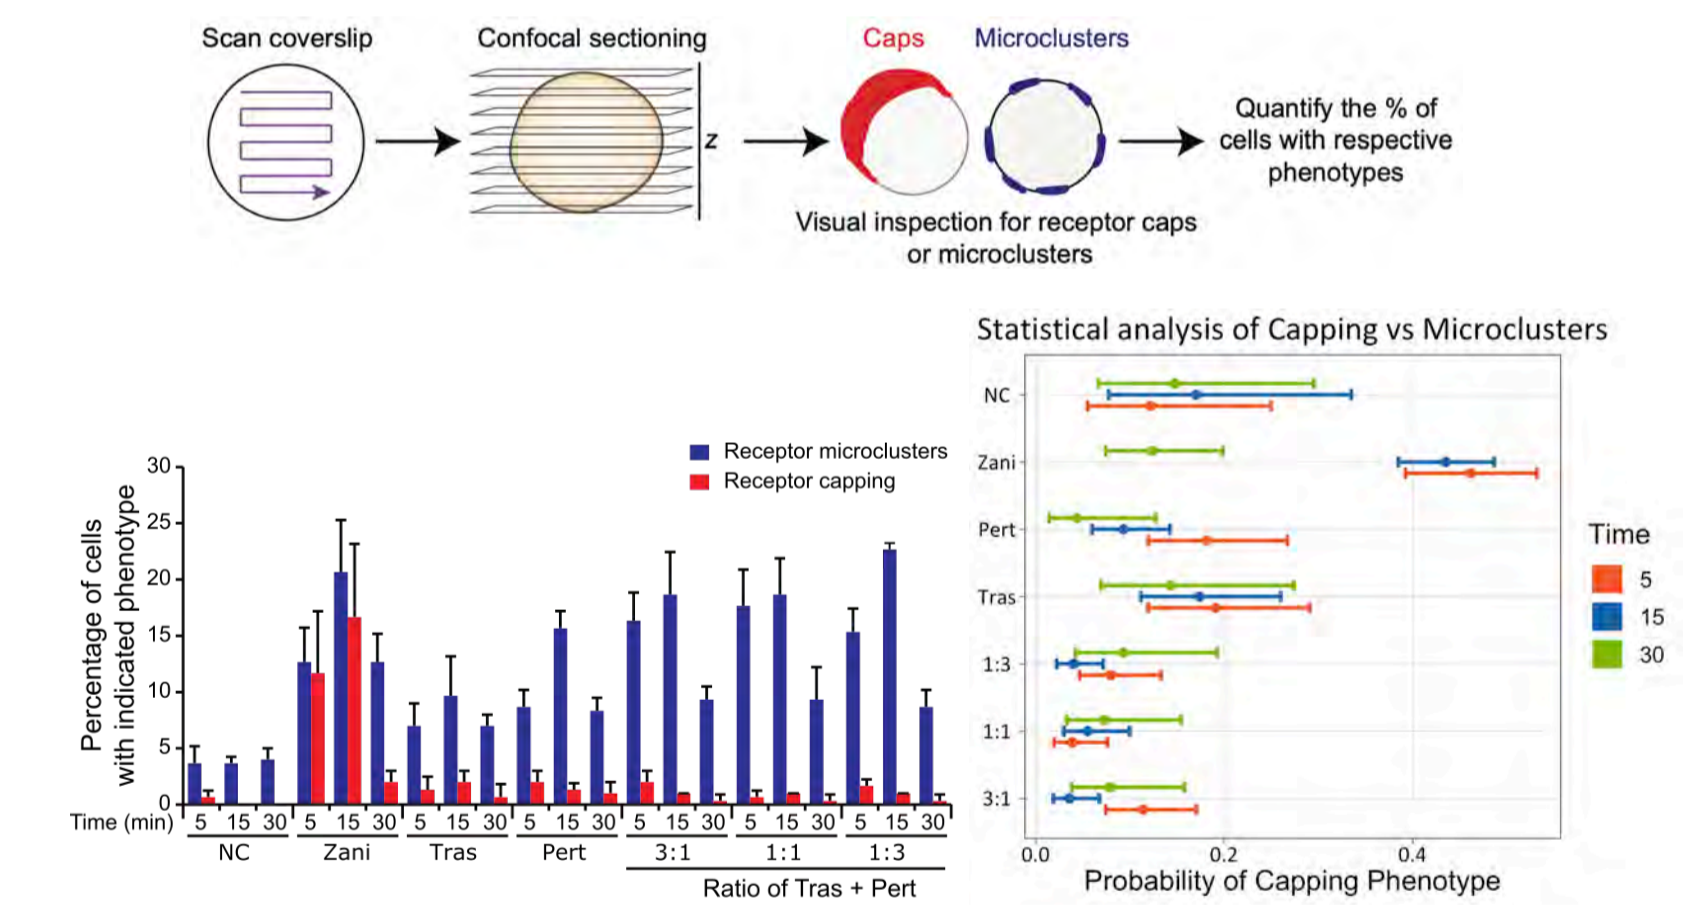 Scan coverslip
Confocal sectioning
Caps
Microclusters
z
Visual inspection for receptor caps
or microclusters
Quantify the % of
cells with respective
phenotypes
Receptor microclusters
Receptor capping
Percentage of cells
with indicated phenotype
30
25
20
15
10
5
0
Time (min)
5 15 30 5 15 30 5 15 30 5 15 30 5 15 30 5 15 30 5 15 30
NC Zani Tras Pert 3:1 1:1 1:3
Ratio of Tras + Pert
Statistical analysis of Capping vs Microclusters
NC
Zani
Pert
Tras
1:3
1:1
3:1
0.0 0.2 0.4
Probability of Capping Phenotype
Time
5
15
30